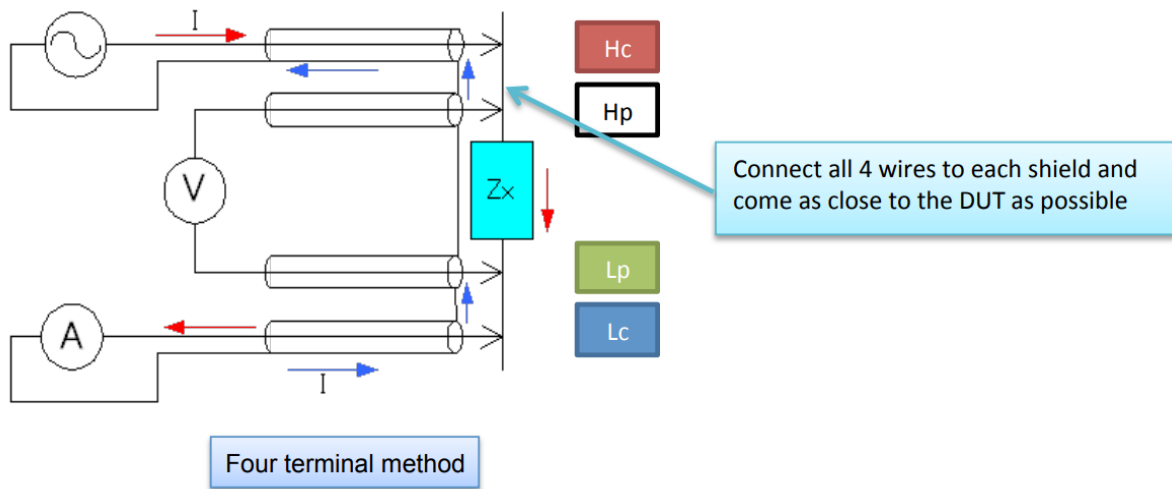 I
Hc
Hp
Connect all 4 wires to each shield and
come as close to the DUT as possible
V
Zx
Lp
A
Lc
I
Four terminal method